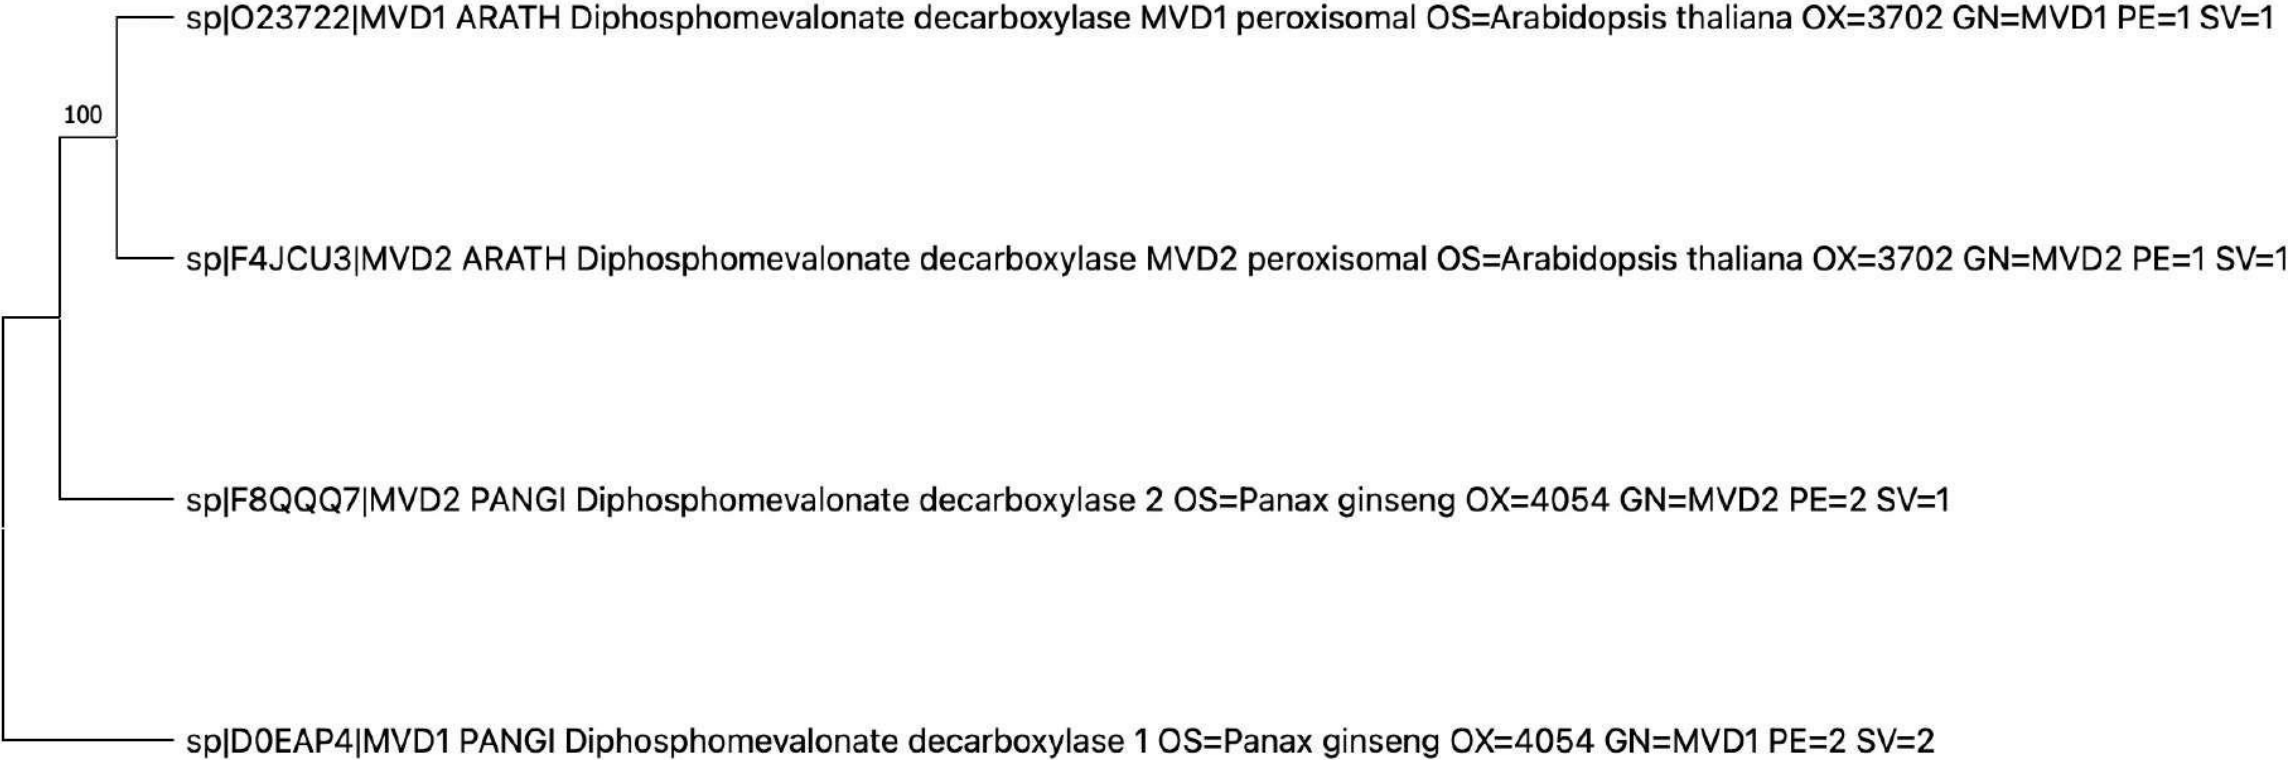 sp|O23722|MVD1 ARATH Diphosphomevalonate decarboxylase MVD1 peroxisomal OS=Arabidopsis thaliana OX=3702 GN=MVD1 PE=1 SV=1
100
sp|F4JCU3|MVD2 ARATH Diphosphomevalonate decarboxylase MVD2 peroxisomal OS=Arabidopsis thaliana OX=3702 GN=MVD2 PE=1 SV=1
sp|F8QQQ7|MVD2 PANGI Diphosphomevalonate decarboxylase 2 OS=Panax ginseng OX=4054 GN=MVD2 PE=2 SV=1
sp|D0EAP4|MVD1 PANGI Diphosphomevalonate decarboxylase 1 OS=Panax ginseng OX=4054 GN=MVD1 PE=2 SV=2